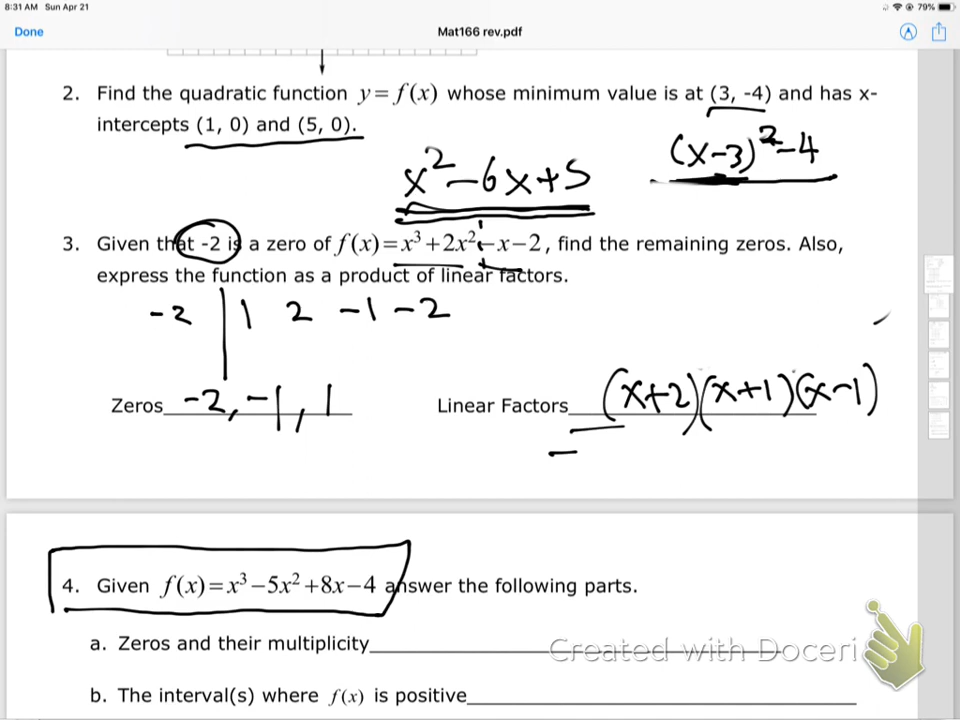 8:31 AM Sun Apr 21 79%
Done Mat166 rev.pdf
2. Find the quadratic function y = f(x) whose minimum value is at (3, -4) and has x-
intercepts (1, 0) and (5, 0).
(x-3)²-4
x²-6x+5
3. Given that -2 is a zero of f(x)=x³+2x²-x-2, find the remaining zeros. Also,
express the function as a product of linear factors.
-2 | 1 2 -1 -2
Zeros -2, -1, 1 Linear Factors (x+2)(x+1)(x-1)
4. Given f(x)=x³-5x²+8x-4 answer the following parts.
a. Zeros and their multiplicity
Created with Doceri
b. The interval(s) where f(x) is positive